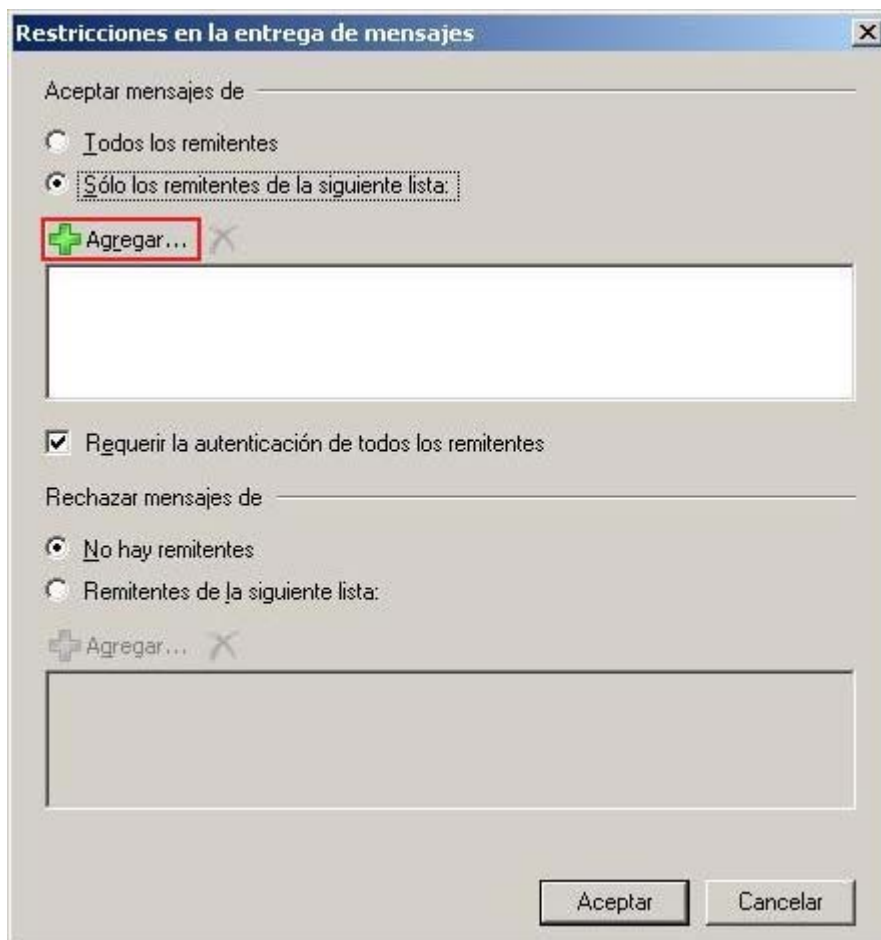 Restricciones en la entrega de mensajes
Aceptar mensajes de
Todos los remitentes
Sólo los remitentes de la siguiente lista:
Agregar...
Requerir la autenticación de todos los remitentes
Rechazar mensajes de
No hay remitentes
Remitentes de la siguiente lista:
Agregar...
Aceptar Cancelar